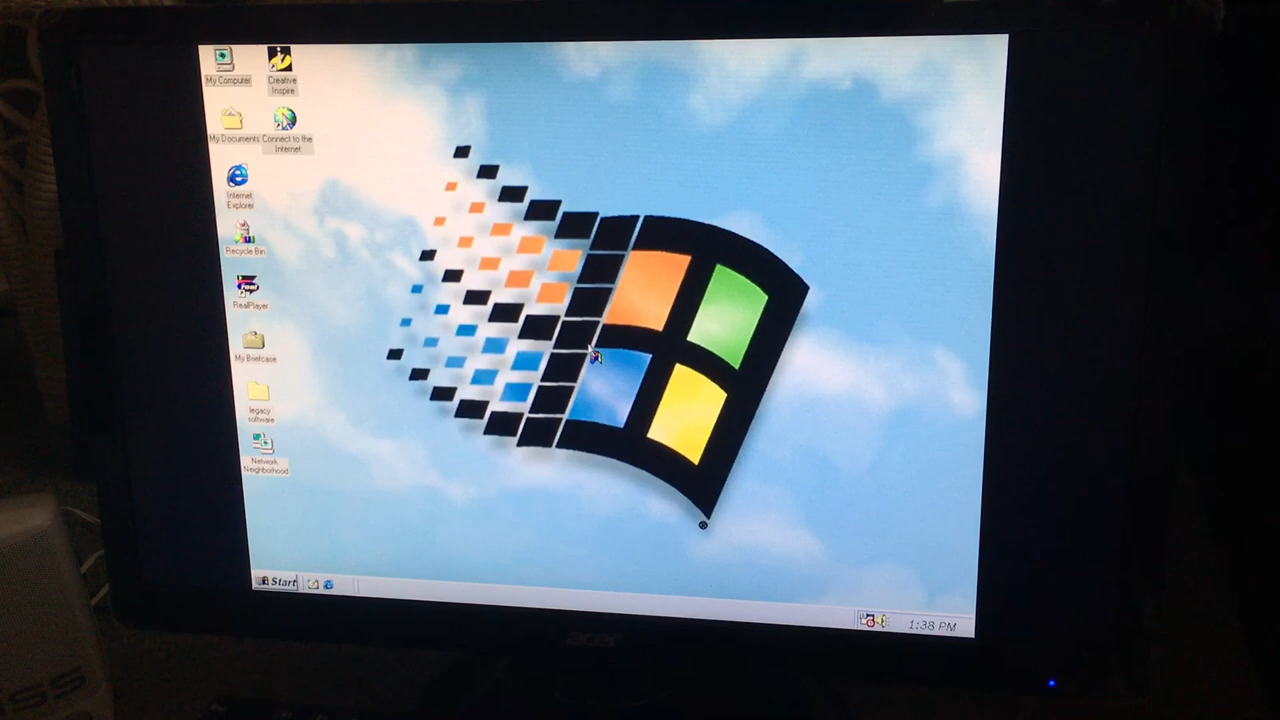 My Computer
Creative
Inspire
My Documents
Connect to the
Internet
Internet
Explorer
Recycle Bin
real
RealPlayer
My Briefcase
legacy
software
Network
Neighborhood
®
Start
1:38 PM
acer